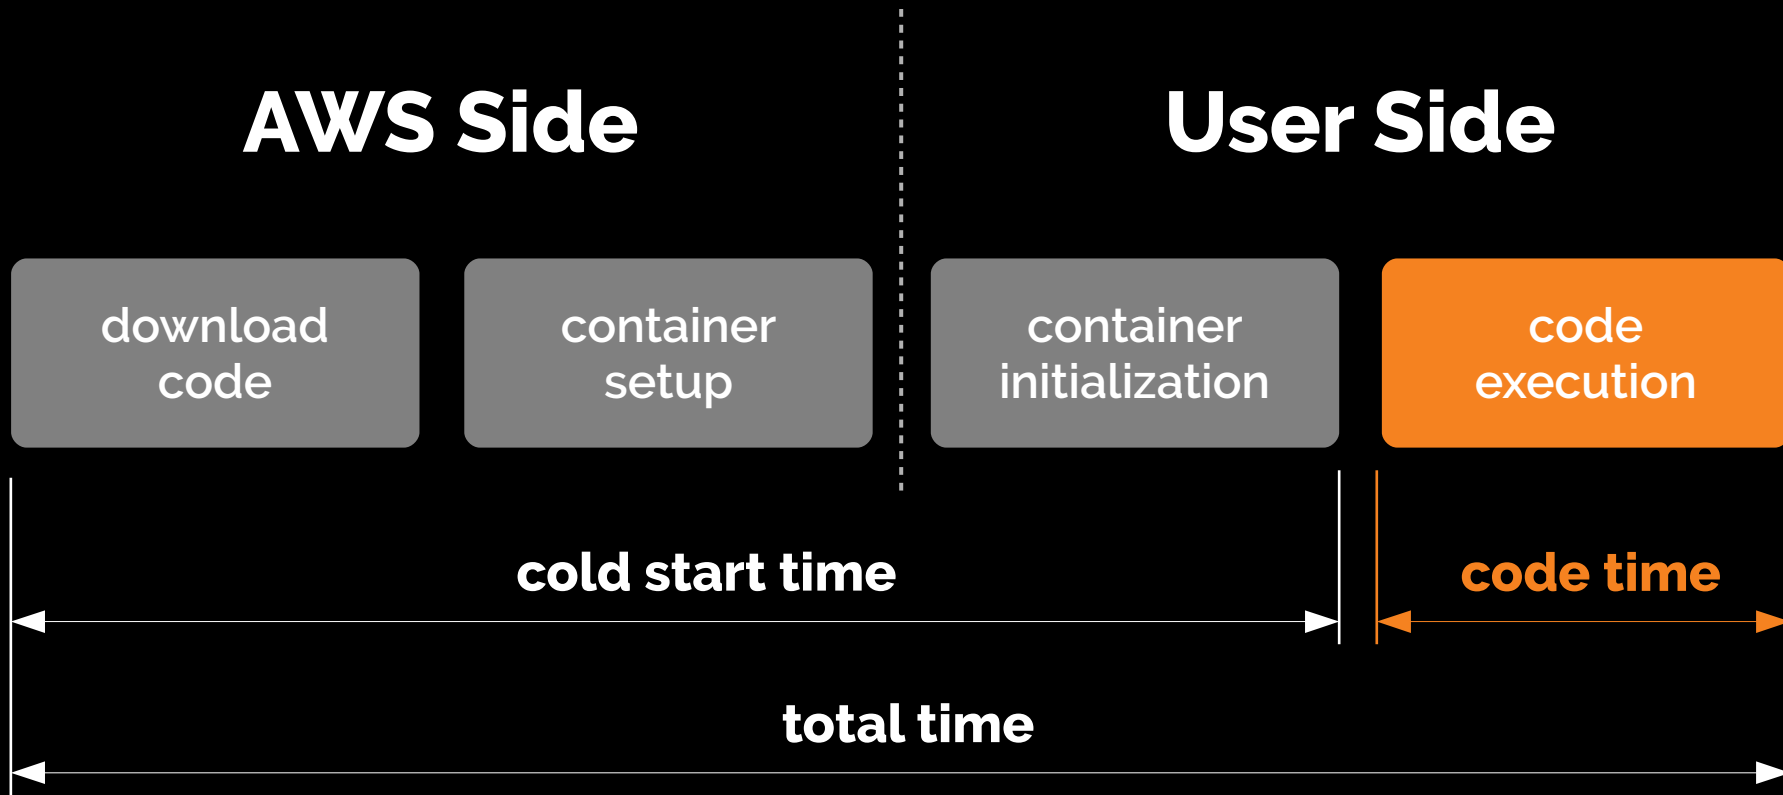 AWS Side
User Side
download
code
container
setup
container
initialization
code
execution
cold start time
code time
total time